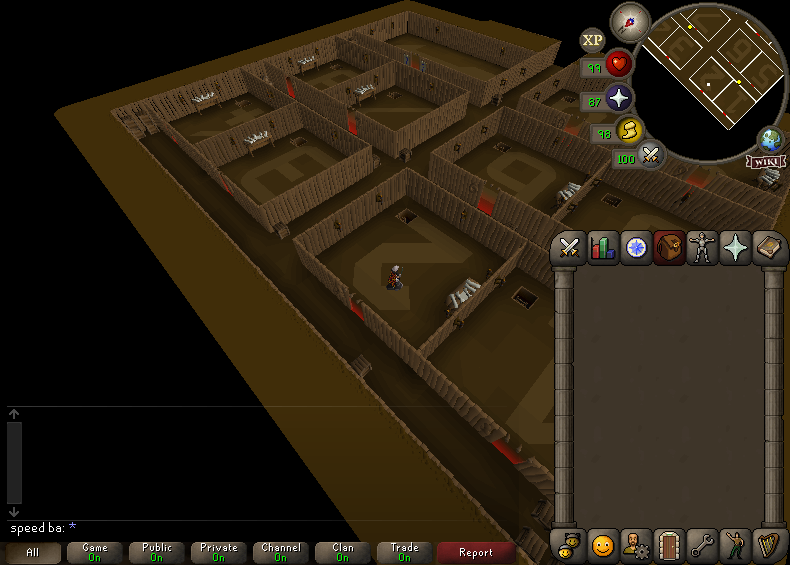 XP
99
87
98
100
WIKI
speed ba: *
All
Game
On
Public
On
Private
On
Channel
On
Clan
On
Trade
On
Report